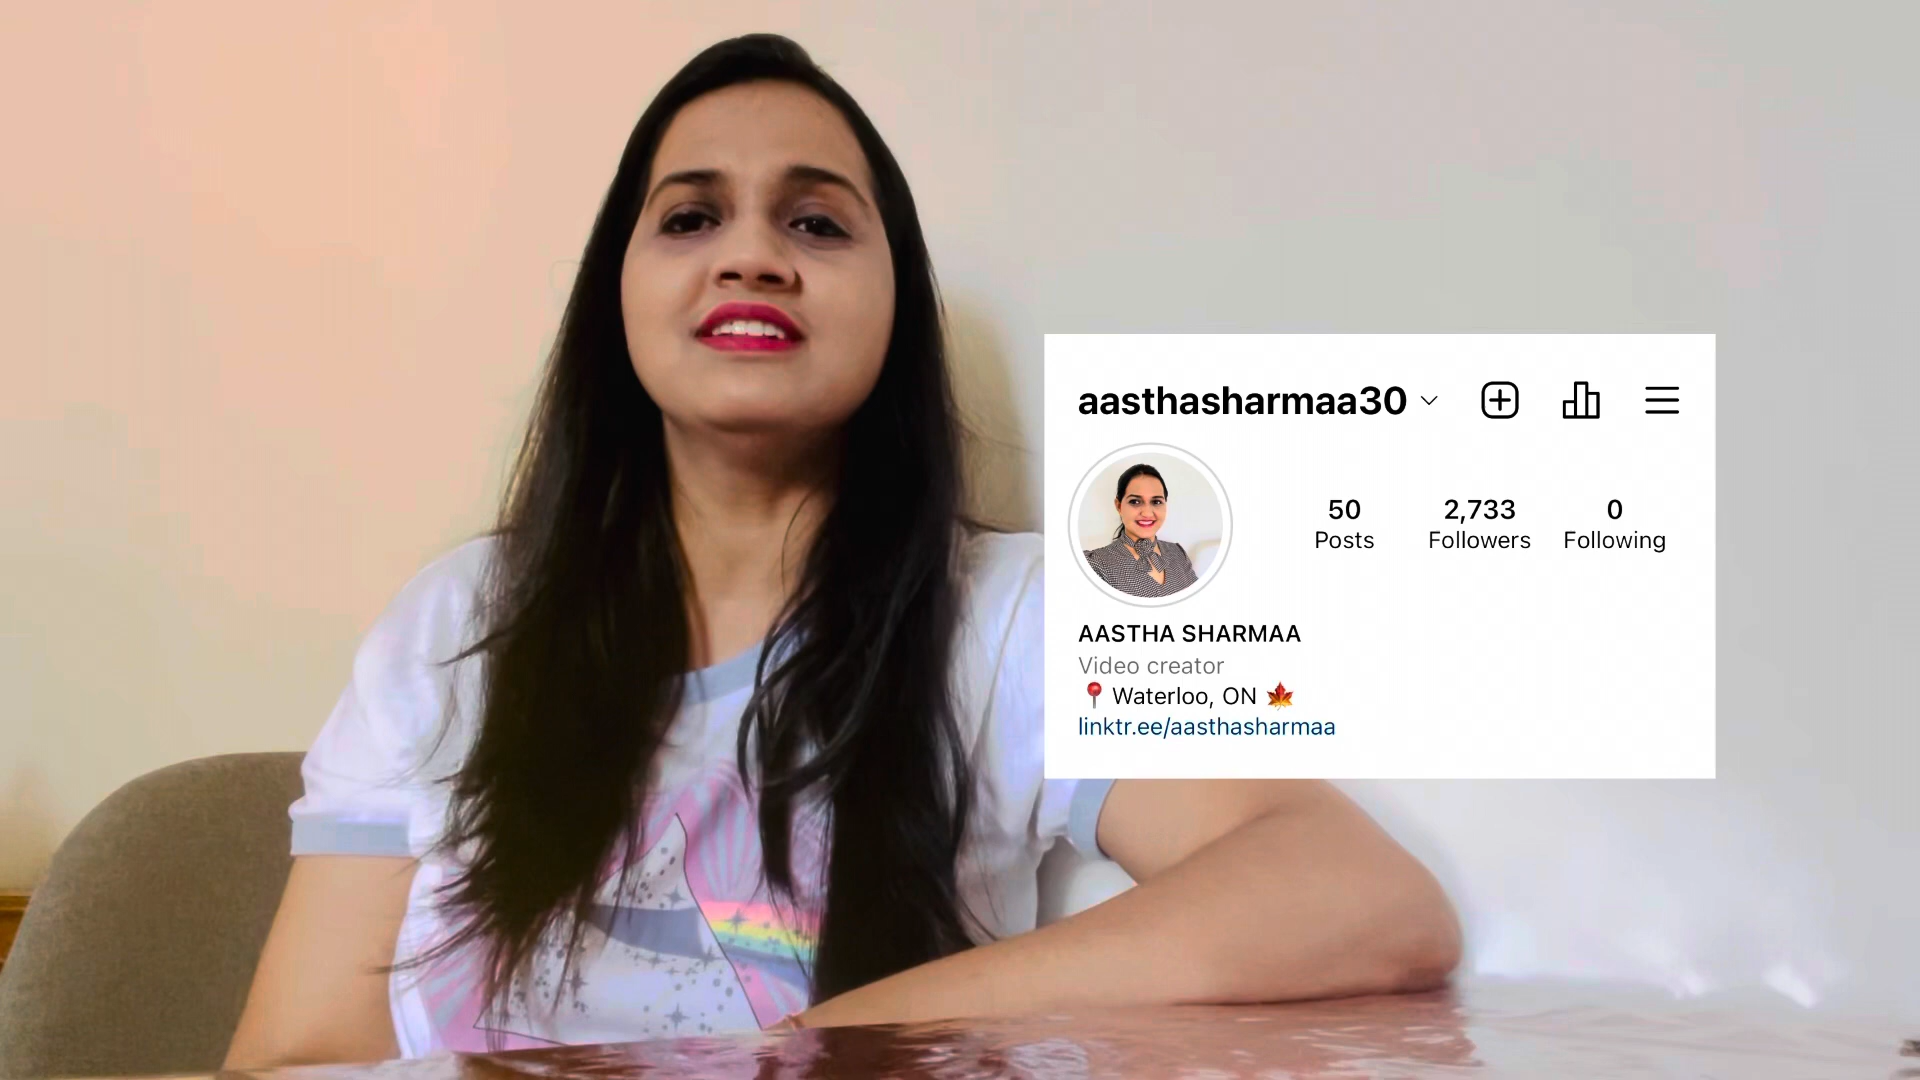 aasthasharmaa30
50 2,733 0
Posts Followers Following
AASTHA SHARMAA
Video creator
📍 Waterloo, ON 🍁
linktr.ee/aasthasharmaa